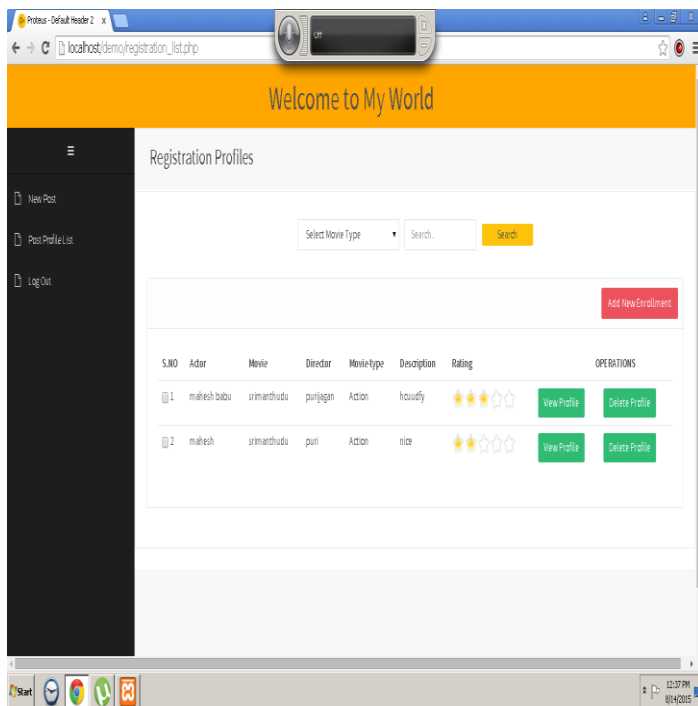 Proteus - Default Header 2 x
localhost/demo/registration_list.php
Off
Welcome to My World
Registration Profiles
New Post
Post Profile List
Log Out
Select Movie Type Search.. Search
Add New Enrollment
S.NO Actor Movie Director Movie-type Description Rating OPERATIONS
1 mahesh babu srimanthudu purijagan Action hcuudfy View Profile Delete Profile
2 mahesh srimanthudu puri Action nice View Profile Delete Profile
Start
12:37 PM
8/14/2015